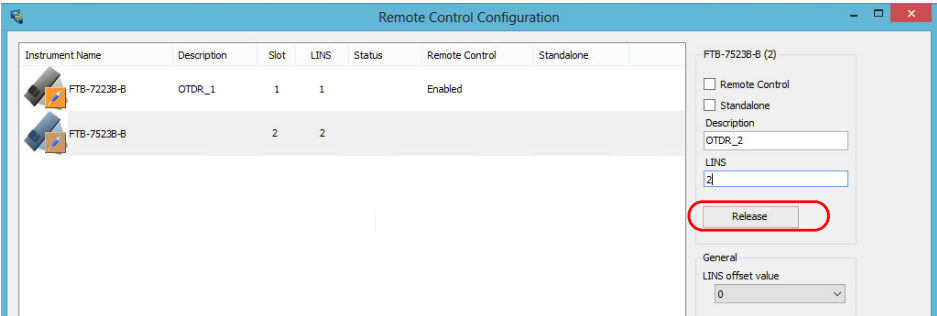 Remote Control Configuration
Instrument Name Description Slot LINS Status Remote Control Standalone
FTB-7223B-B OTDR_1 1 1 Enabled
FTB-7523B-B 2 2
FTB-7523B-B (2)
Remote Control
Standalone
Description
OTDR_2
LINS
2
Release
General
LINS offset value
0